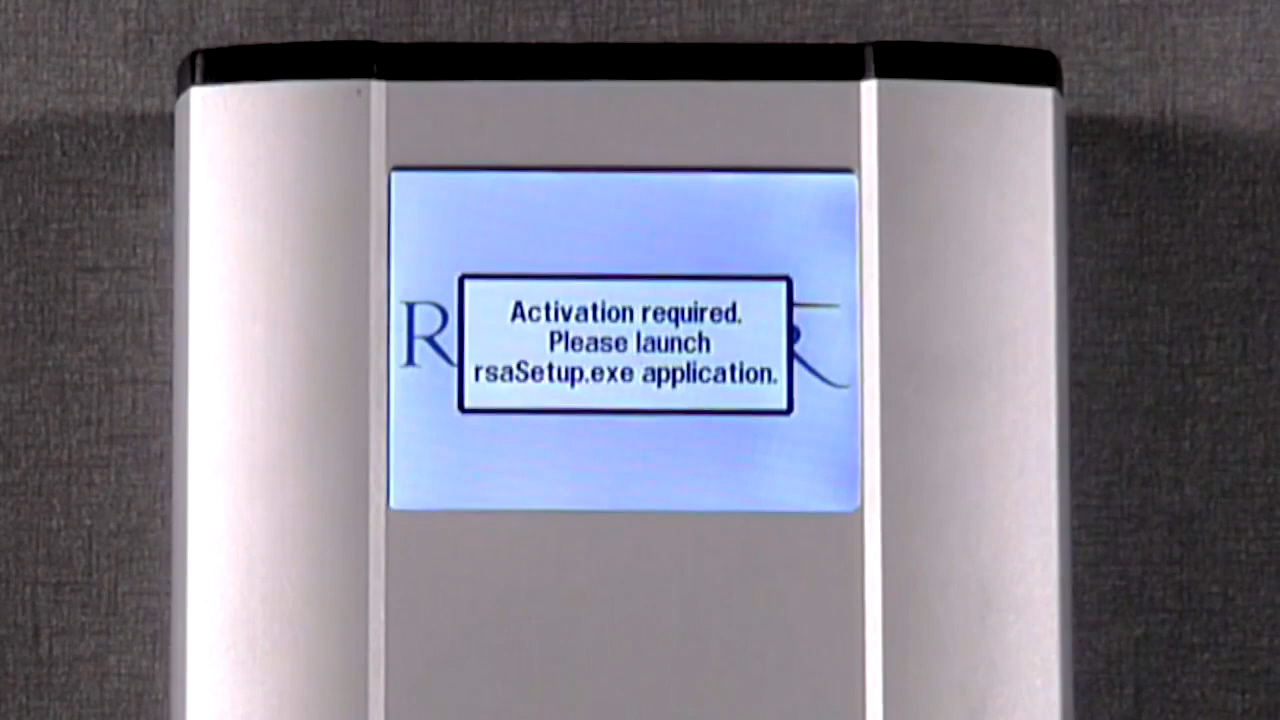 Activation required.
Please launch
rsaSetup.exe application.
R